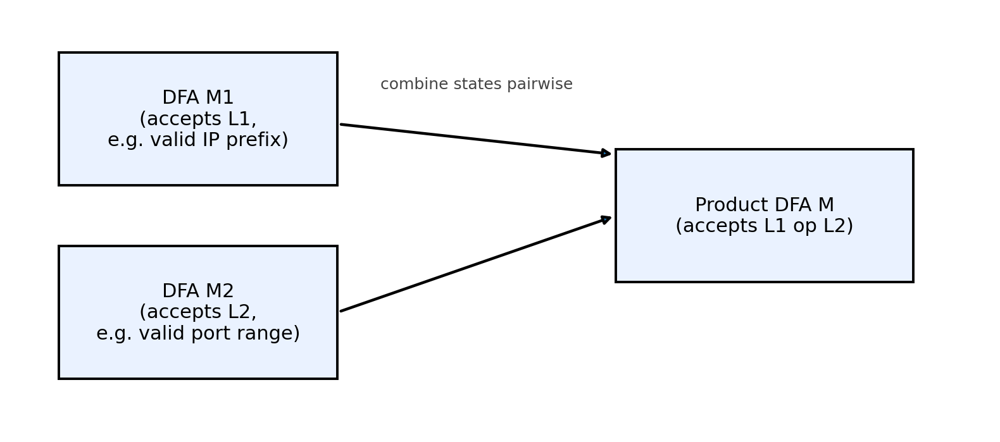 DFA M1
(accepts L1,
e.g. valid IP prefix)
combine states pairwise
DFA M2
(accepts L2,
e.g. valid port range)
Product DFA M
(accepts L1 op L2)